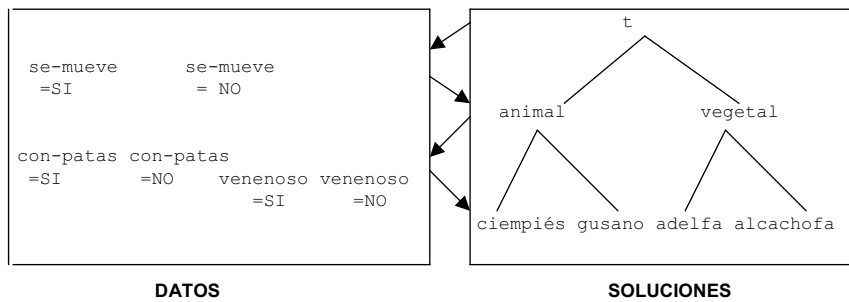 t
se-mueve se-mueve
=SI = NO
animal vegetal
con-patas con-patas
=SI =NO venenoso venenoso
=SI =NO
ciempiés gusano adelfa alcachofa
DATOS SOLUCIONES